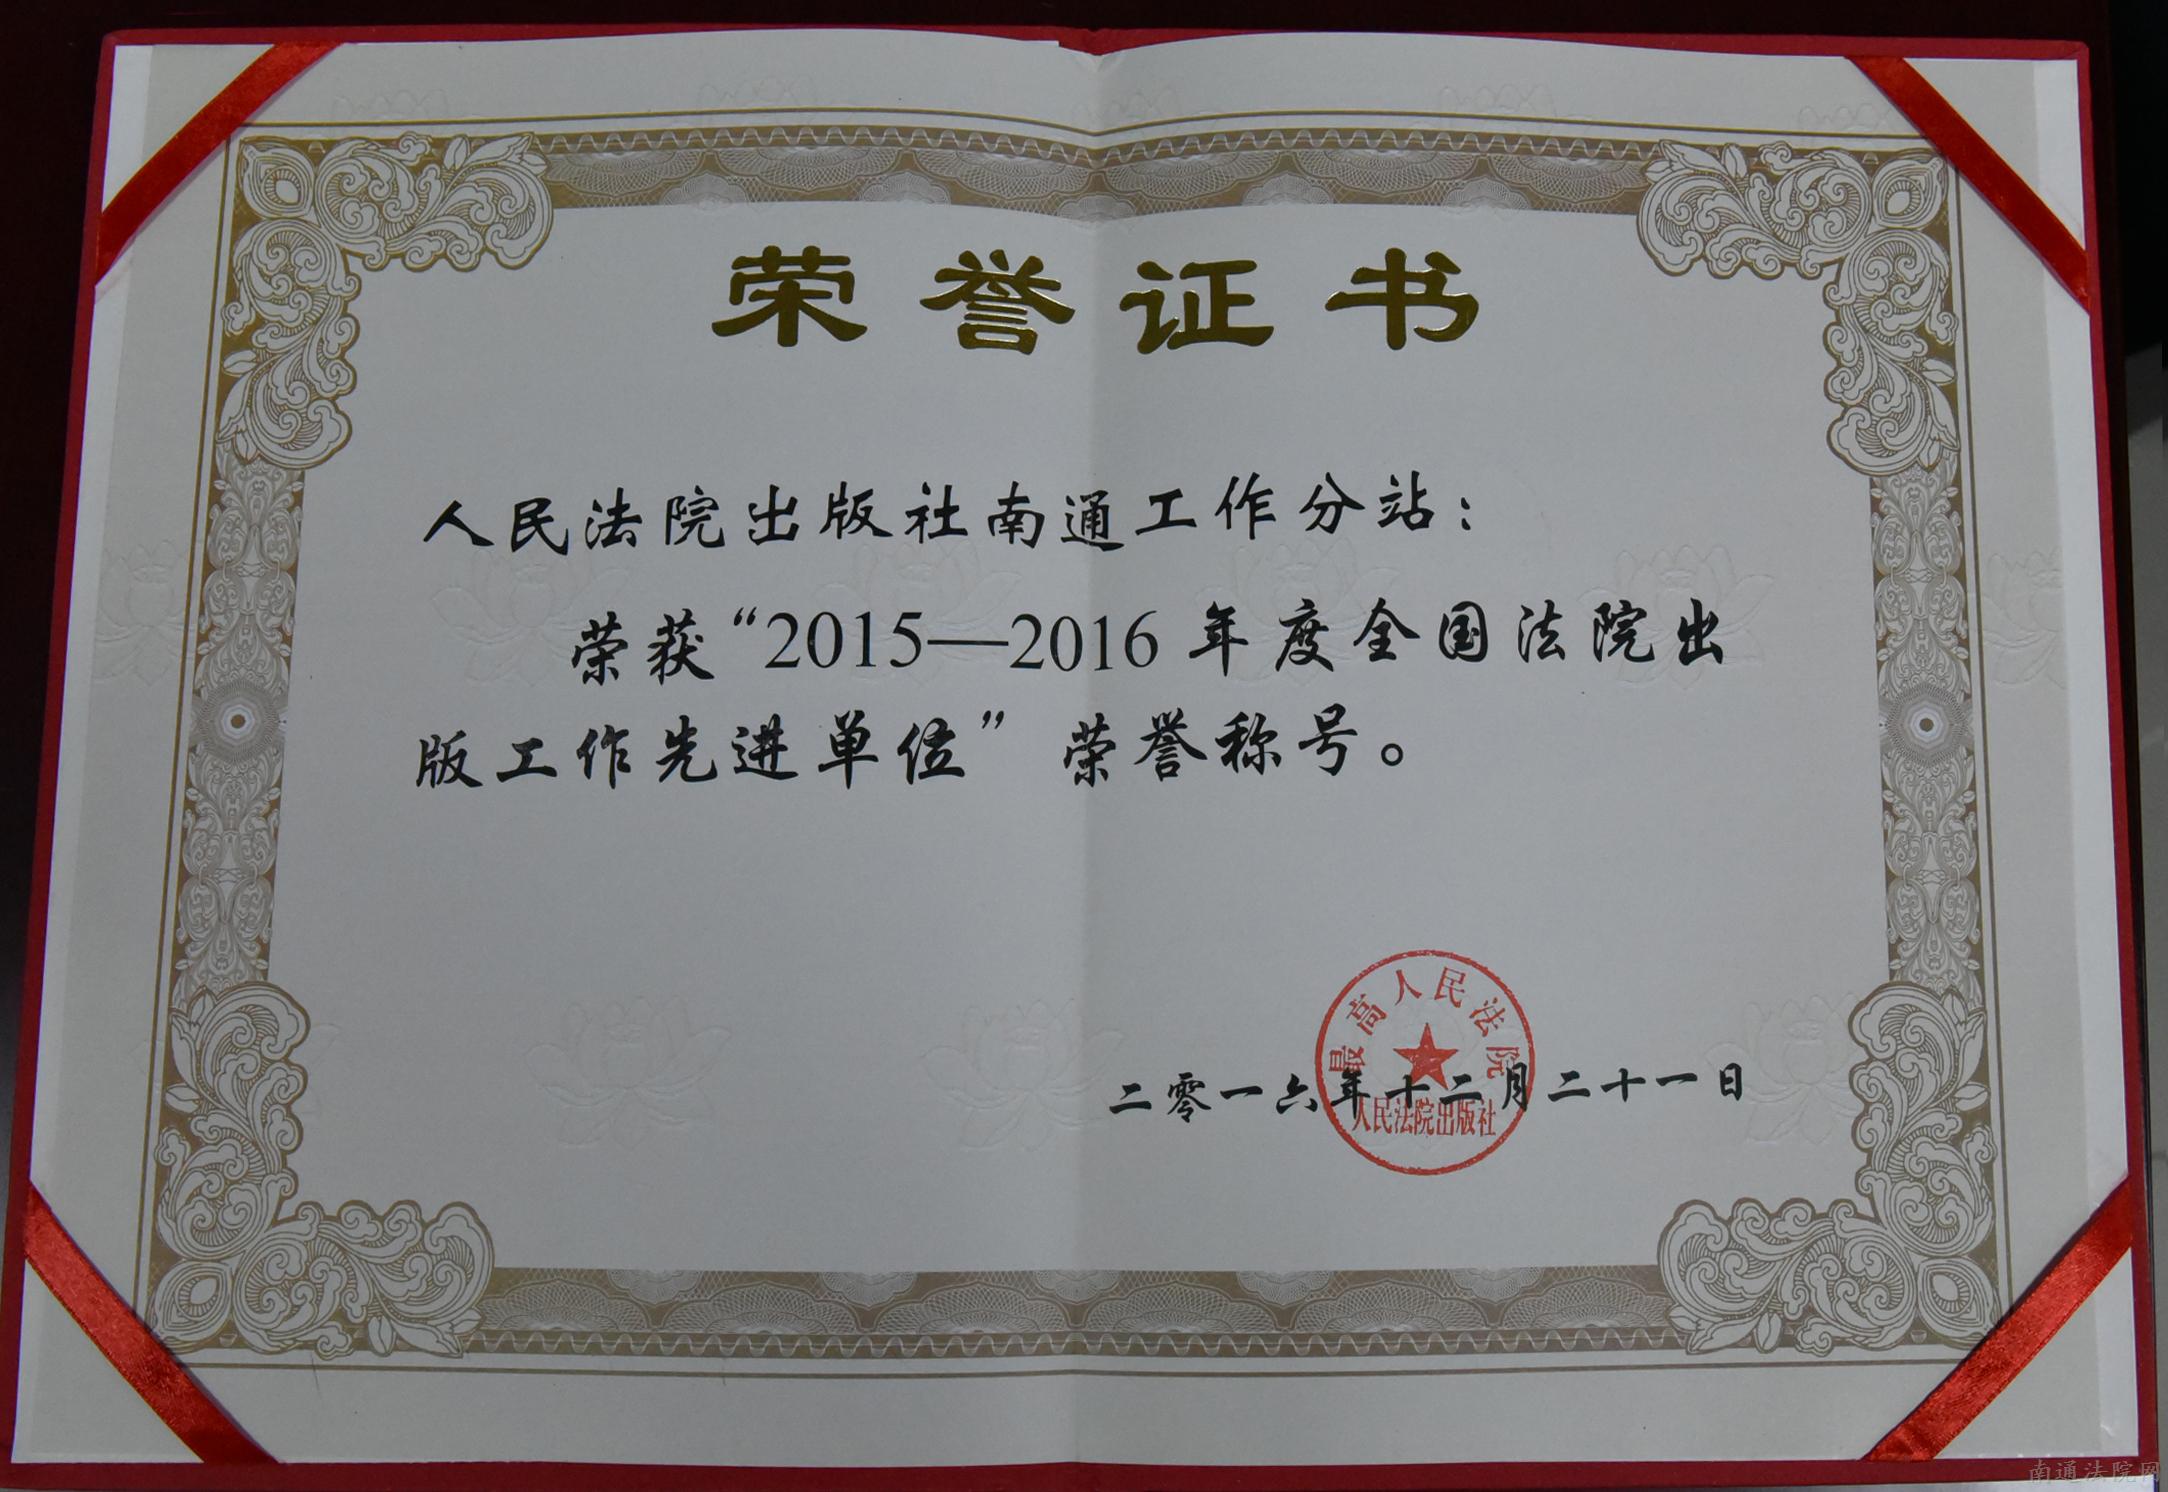 荣誉证书
人民法院出版社南通工作分站：
荣获“2015—2016年度全国法院出
版工作先进单位”荣誉称号。
最高人民法院
二零一六年十二月二十一日
人民法院出版社
南通法院网